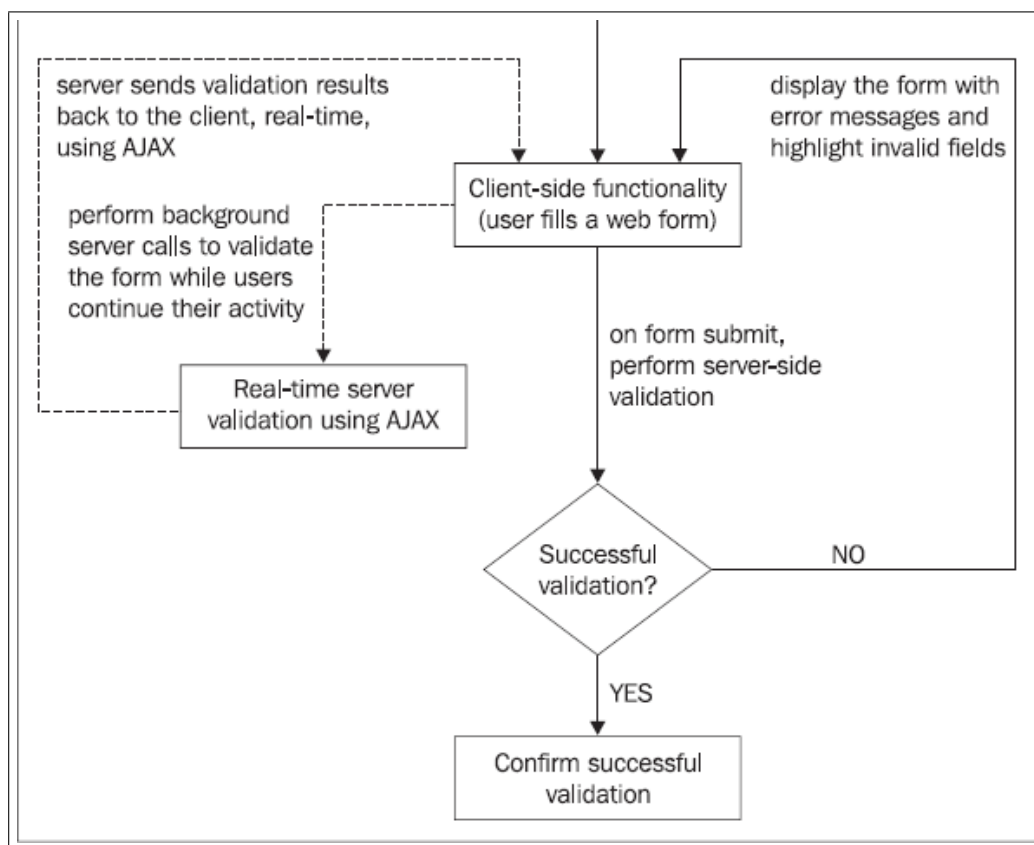 server sends validation results
back to the client, real-time,
using AJAX
display the form with
error messages and
highlight invalid fields
Client-side functionality
(user fills a web form)
perform background
server calls to validate
the form while users
continue their activity
on form submit,
perform server-side
validation
Real-time server
validation using AJAX
Successful
validation?
NO
YES
Confirm successful
validation